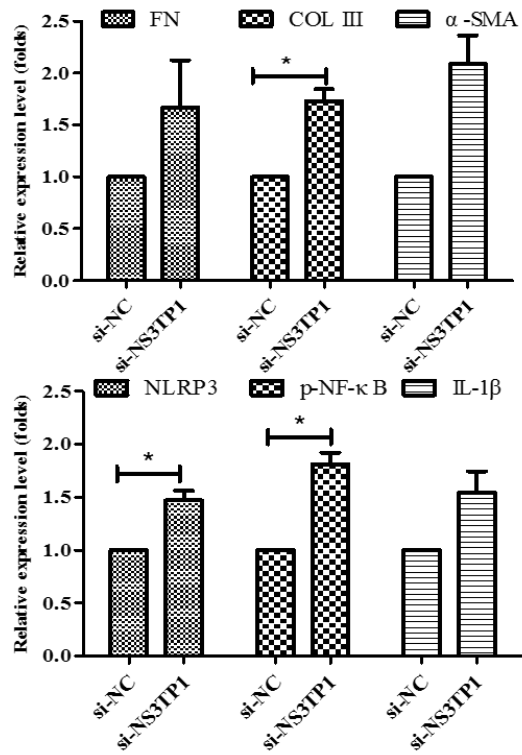 FN COL III α-SMA
Relative expression level (folds)
2.5
2.0
1.5
1.0
0.5
0.0
*
si-NC si-NS3TP1 si-NC si-NS3TP1 si-NC si-NS3TP1
NLRP3 p-NF-κB IL-1β
Relative expression level (folds)
2.5
2.0
1.5
1.0
0.5
0.0
* *
si-NC si-NS3TP1 si-NC si-NS3TP1 si-NC si-NS3TP1